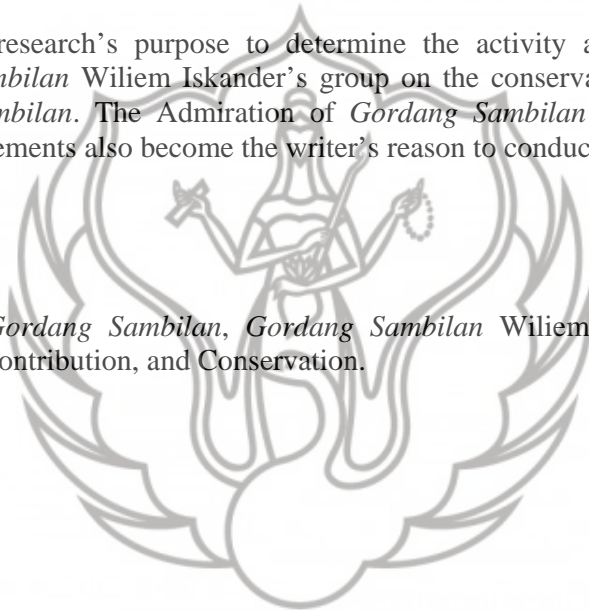 research's purpose to determine the activity a
mbilan Wiliem Iskander's group on the conserva
mbilan. The Admiration of Gordang Sambilan
ements also become the writer's reason to conduc
Gordang Sambilan, Gordang Sambilan Wiliem
ontribution, and Conservation.